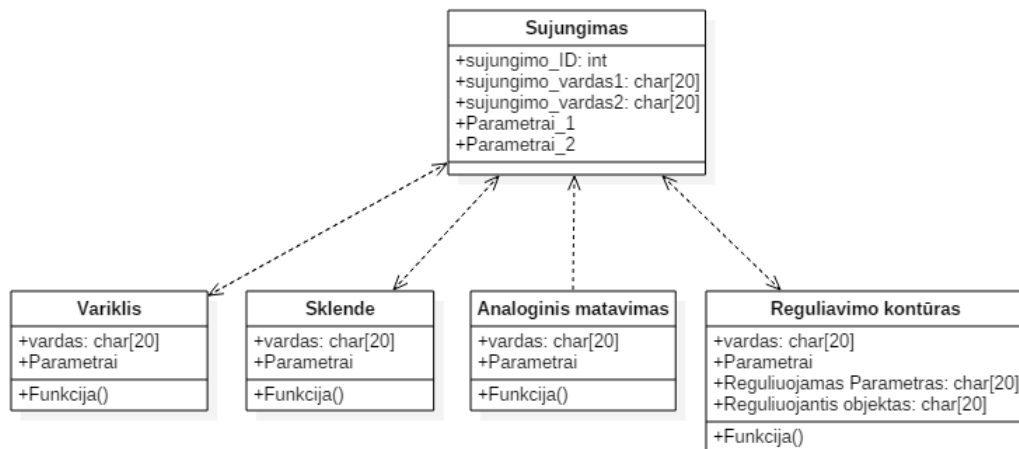 Sujungimas
+sujungimo_ID: int
+sujungimo_vardas1: char[20]
+sujungimo_vardas2: char[20]
+Parametrai_1
+Parametrai_2
Variklis
+vardas: char[20]
+Parametrai
+Funkcija()
Sklende
+vardas: char[20]
+Parametrai
+Funkcija()
Analoginis matavimas
+vardas: char[20]
+Parametrai
+Funkcija()
Reguliavimo kontūras
+vardas: char[20]
+Parametrai
+Reguliuojamas Parametras: char[20]
+Reguliuojantis objektas: char[20]
+Funkcija()